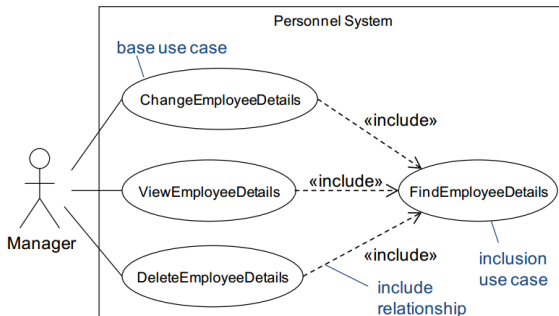 Personnel System
base use case
ChangeEmployeeDetails
«include»
ViewEmployeeDetails
«include»
FindEmployeeDetails
Manager
DeleteEmployeeDetails
«include»
include
relationship
inclusion
use case